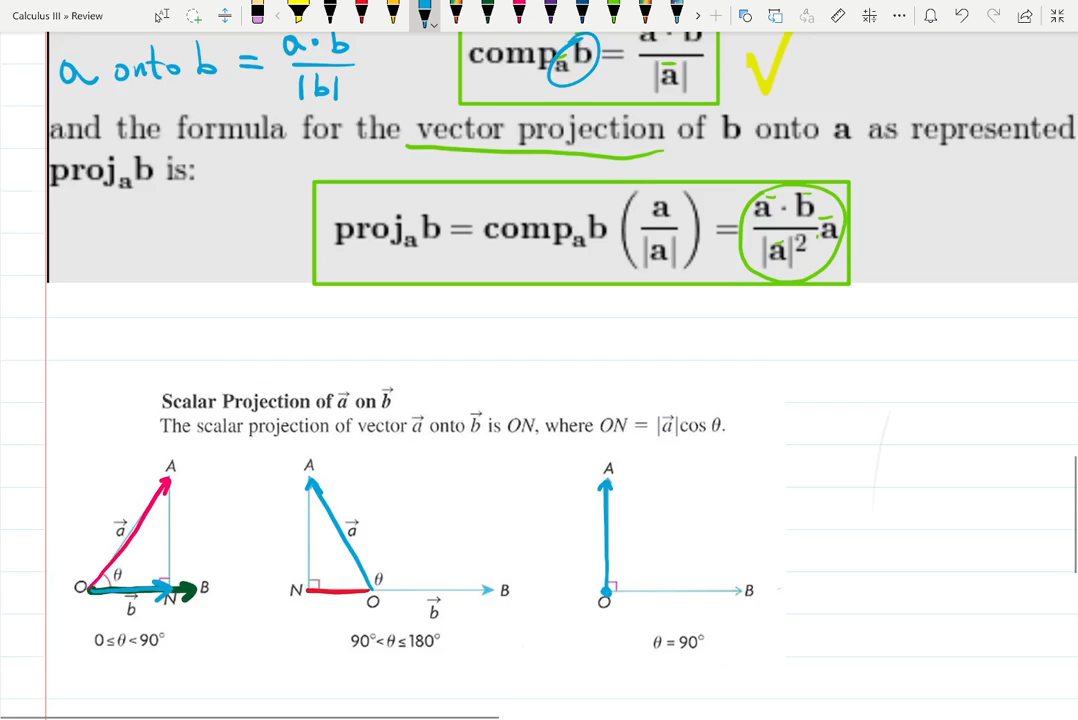 Calculus III » Review
a onto b = a · b / |b|
comp_a b = a · b / |a|
and the formula for the vector projection of b onto a as represented
proj_a b is:
proj_a b = comp_a b (a / |a|) = a · b / |a|² a
Scalar Projection of a⃗ on b⃗
The scalar projection of vector a⃗ onto b⃗ is ON, where ON = |a⃗|cos θ.
A
a⃗
θ
O
N
B
b⃗
0 ≤ θ < 90°
A
a⃗
θ
N
O
B
b⃗
90° < θ ≤ 180°
A
O
B
θ = 90°